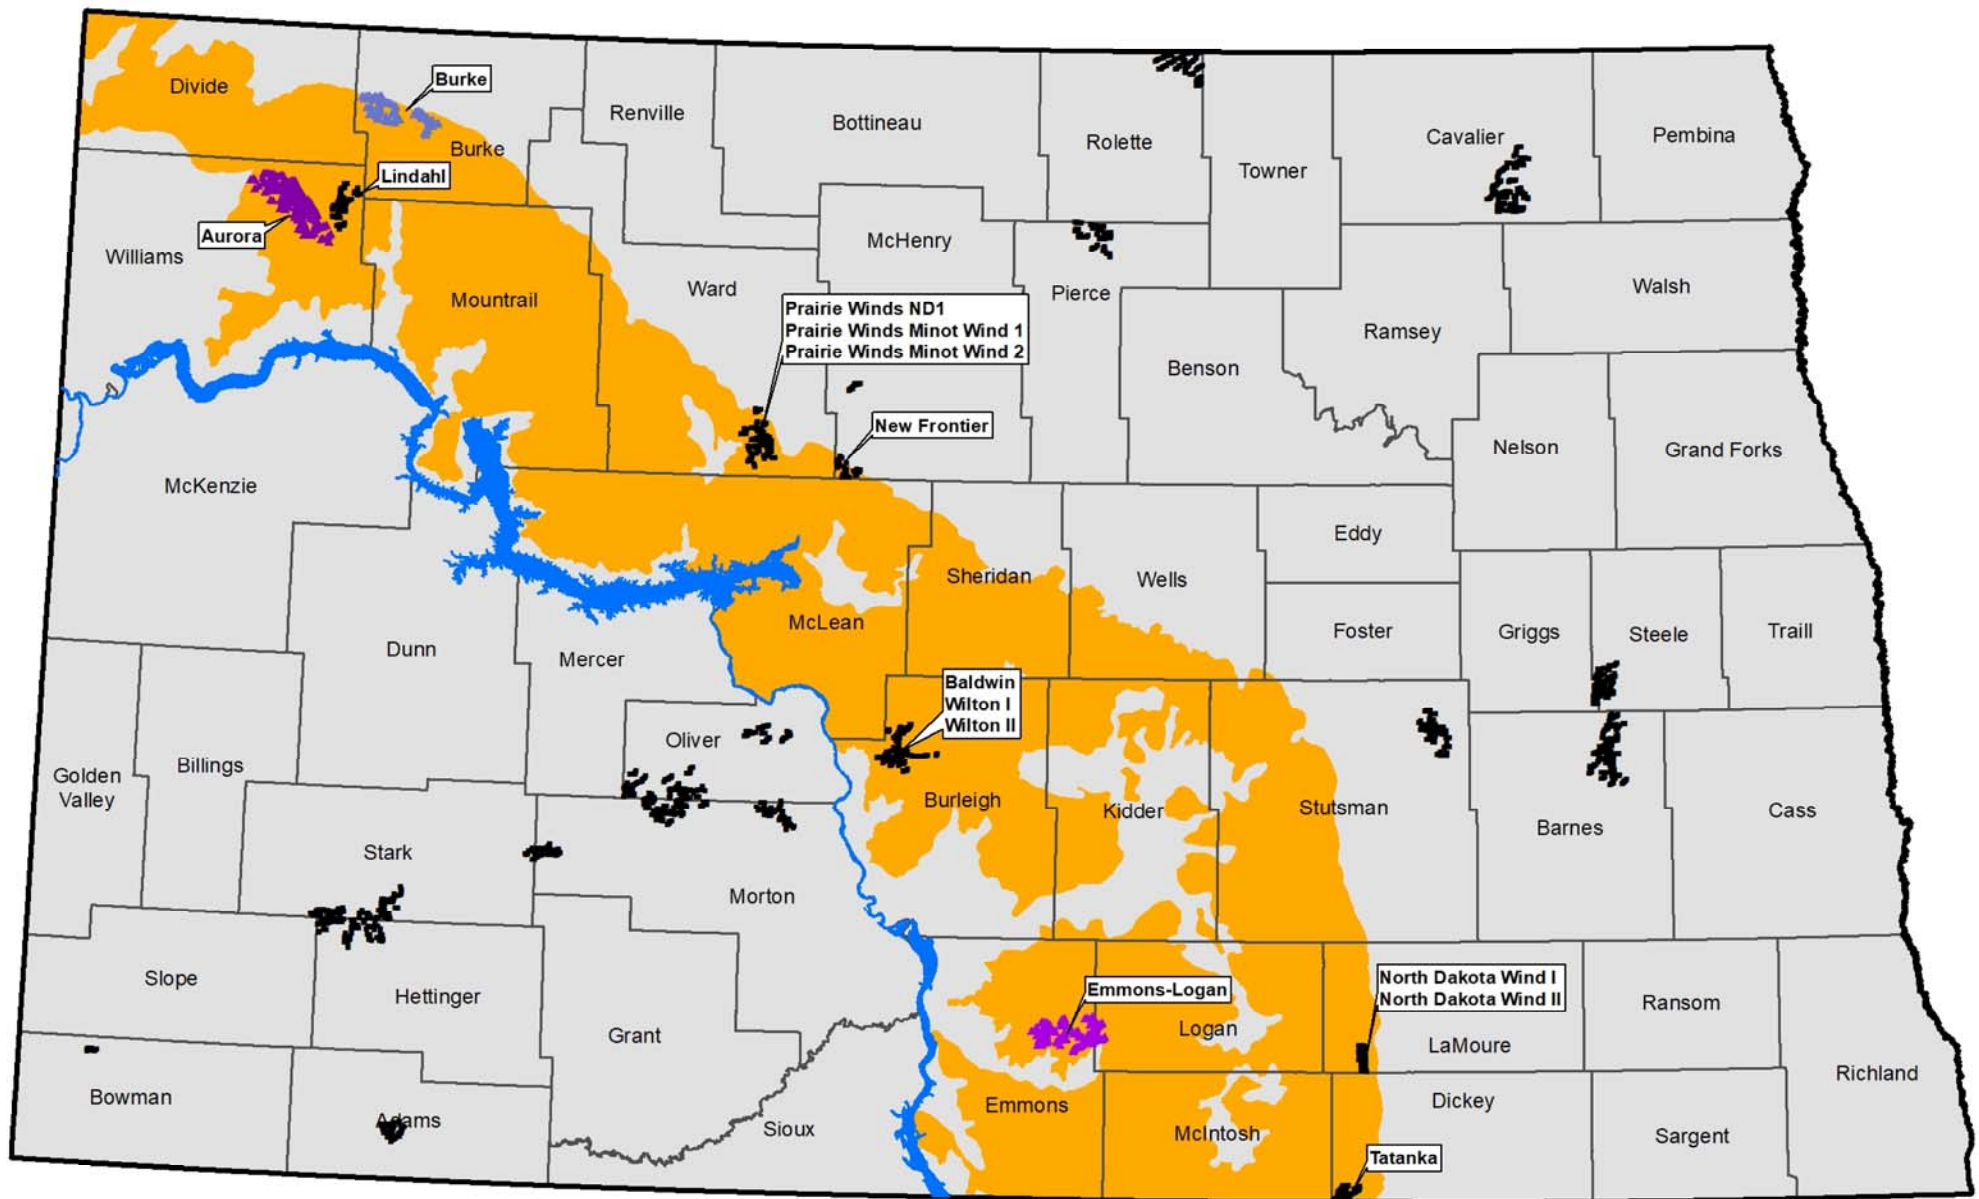 Divide
Burke
Burke
Renville
Bottineau
Rolette
Towner
Cavalier
Pembina
Lindahl
Aurora
Williams
Mountrail
Ward
McHenry
Pierce
Ramsey
Walsh
Prairie Winds ND1
Prairie Winds Minot Wind 1
Prairie Winds Minot Wind 2
Benson
New Frontier
Nelson
Grand Forks
McKenzie
Eddy
Sheridan
Wells
McLean
Foster
Griggs
Steele
Traill
Dunn
Mercer
Baldwin
Wilton I
Wilton II
Oliver
Golden
Valley
Billings
Burleigh
Kidder
Stutsman
Barnes
Cass
Stark
Morton
Slope
Hettinger
Emmons-Logan
North Dakota Wind I
North Dakota Wind II
Ransom
Grant
Logan
LaMoure
Richland
Bowman
Adams
Sioux
Emmons
McIntosh
Dickey
Sargent
Tatanka